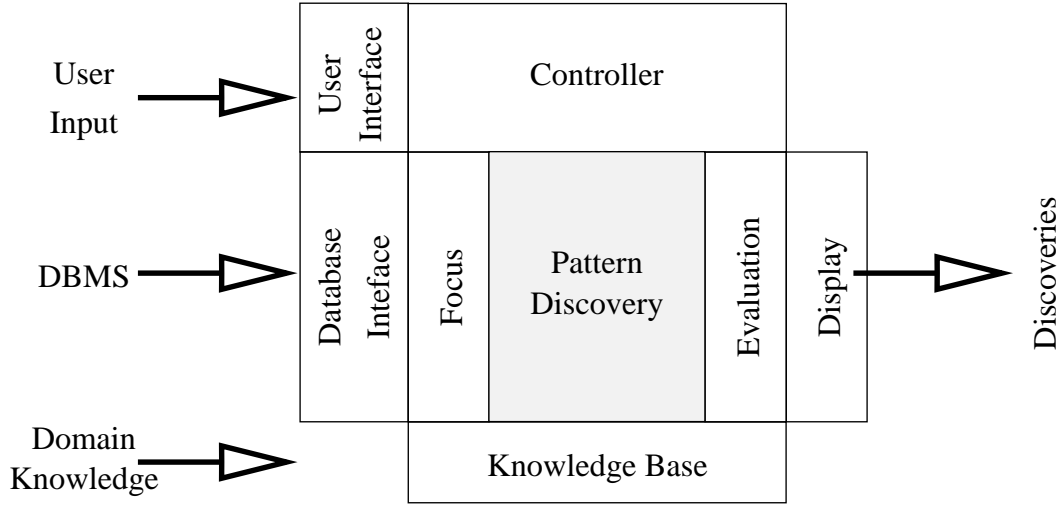 User
Input
User
Interface
Controller
DBMS
Database
Inteface
Focus
Pattern
Discovery
Evaluation
Display
Discoveries
Domain
Knowledge
Knowledge Base